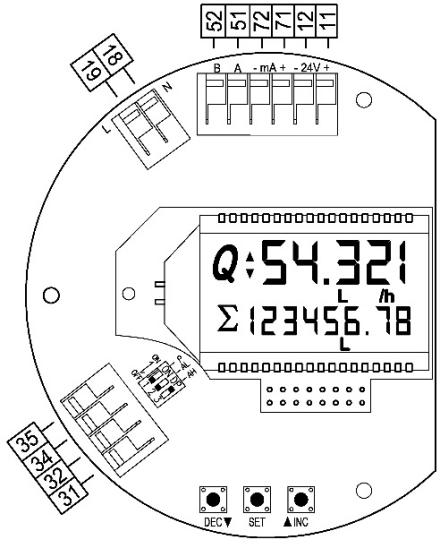 52 51 72 71 12 11
B A - mA + - 24V +
19 18
L N
Q 54.321
L /h
Σ 123456.78
L
35
34
32
31
DEC▼ SET ▲INC